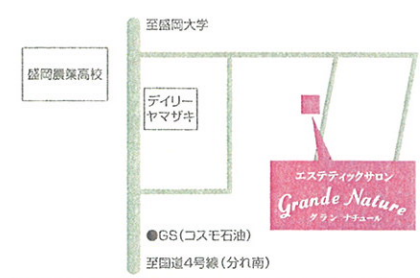 至盛岡大学
盛岡農業高校
デイリー
ヤマザキ
エステティックサロン
Grande Nature
グラン ナチュール
●GS(コスモ石油)
至国道4号線(分れ南)